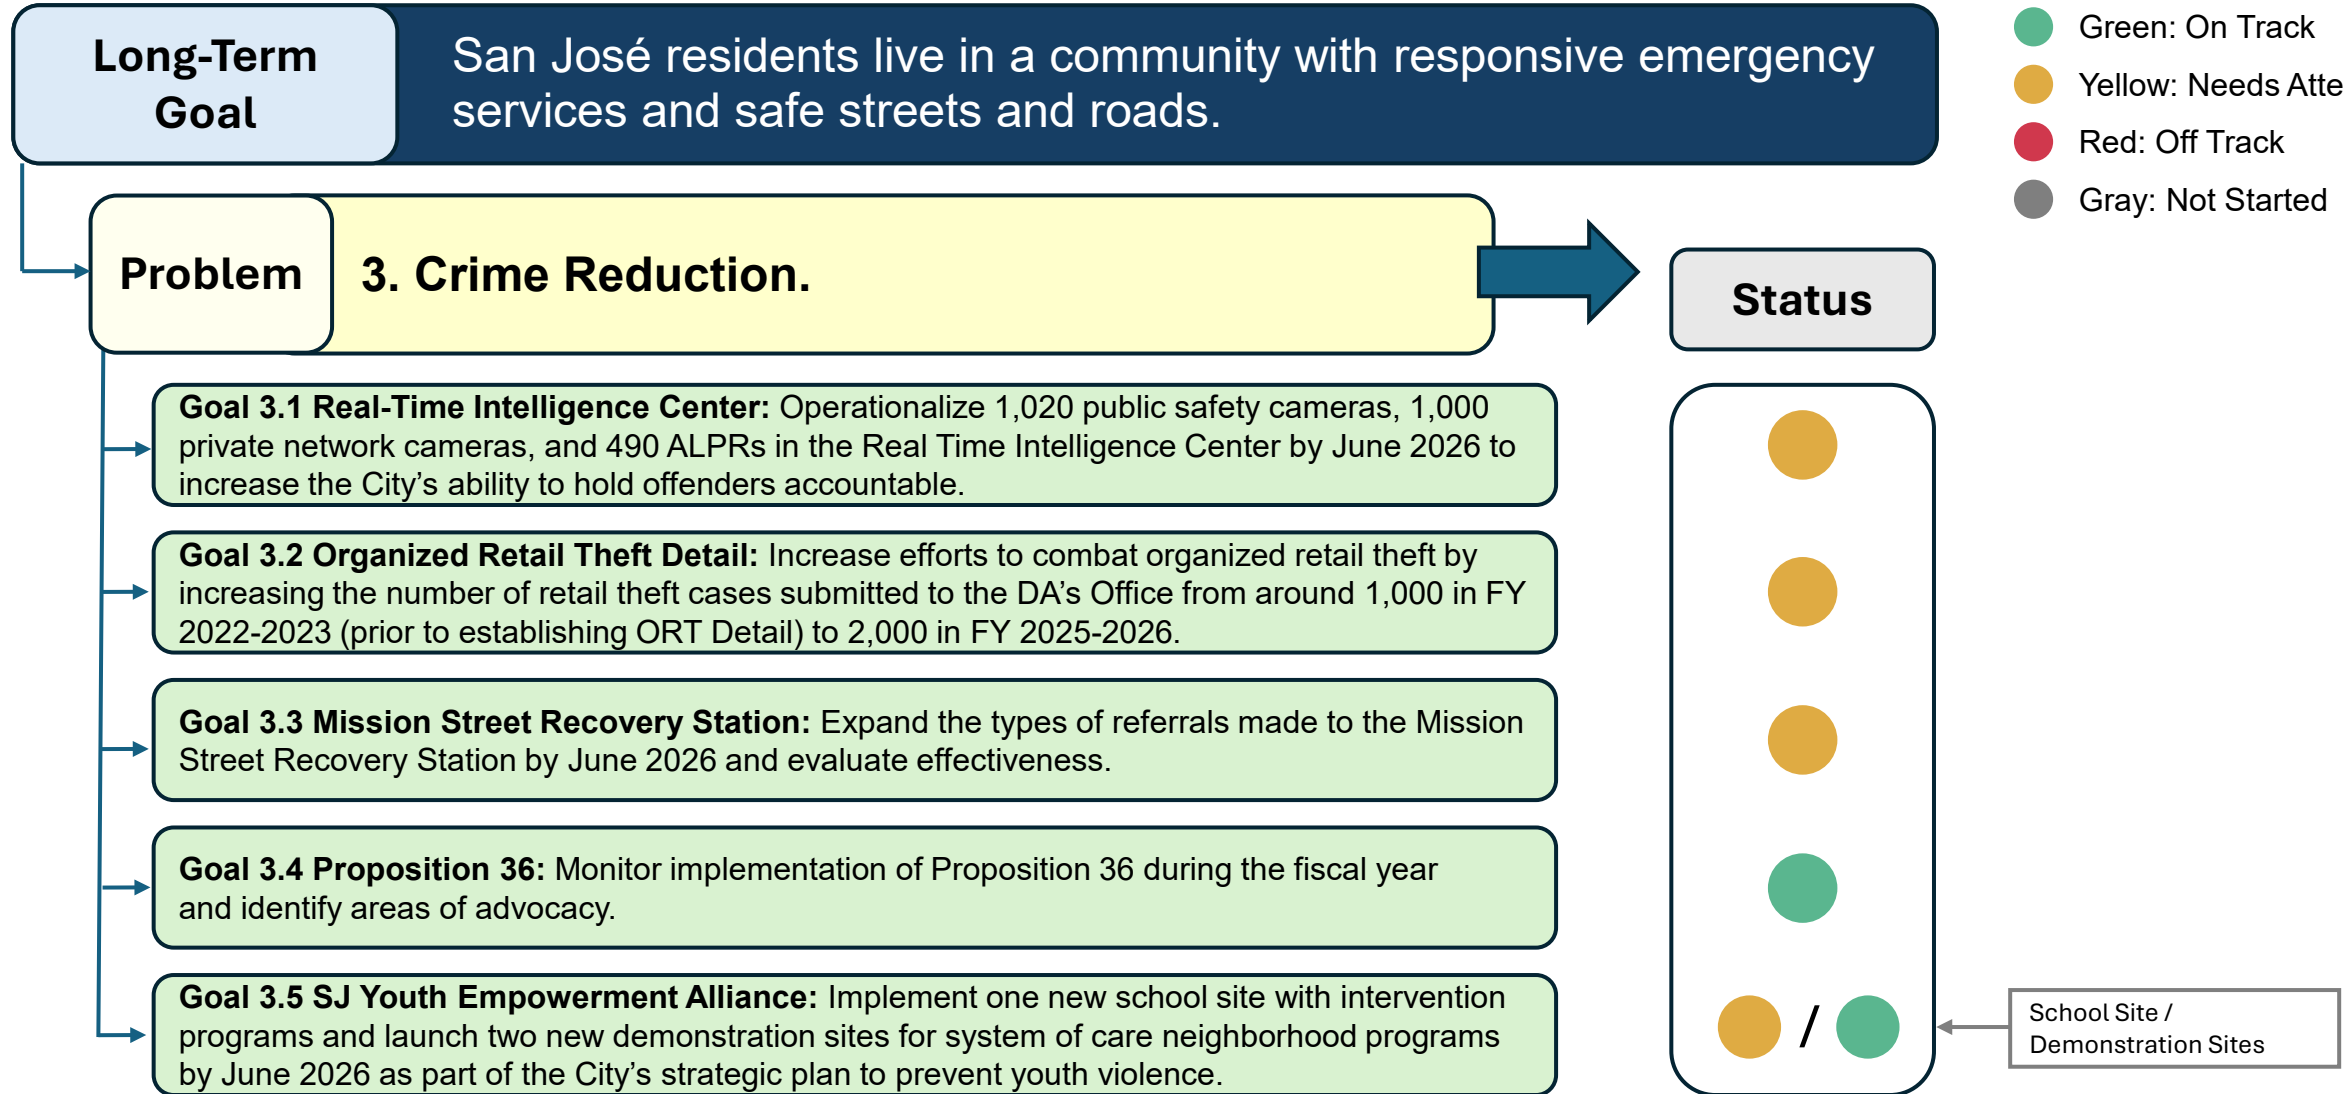 Long-Term
Goal
San José residents live in a community with responsive emergency
services and safe streets and roads.
Green: On Track
Yellow: Needs Atte
Red: Off Track
Gray: Not Started
Problem
3. Crime Reduction.
Status
Goal 3.1 Real-Time Intelligence Center: Operationalize 1,020 public safety cameras, 1,000
private network cameras, and 490 ALPRs in the Real Time Intelligence Center by June 2026 to
increase the City’s ability to hold offenders accountable.
Goal 3.2 Organized Retail Theft Detail: Increase efforts to combat organized retail theft by
increasing the number of retail theft cases submitted to the DA’s Office from around 1,000 in FY
2022-2023 (prior to establishing ORT Detail) to 2,000 in FY 2025-2026.
Goal 3.3 Mission Street Recovery Station: Expand the types of referrals made to the Mission
Street Recovery Station by June 2026 and evaluate effectiveness.
Goal 3.4 Proposition 36: Monitor implementation of Proposition 36 during the fiscal year
and identify areas of advocacy.
Goal 3.5 SJ Youth Empowerment Alliance: Implement one new school site with intervention
programs and launch two new demonstration sites for system of care neighborhood programs
by June 2026 as part of the City’s strategic plan to prevent youth violence.
/
School Site /
Demonstration Sites